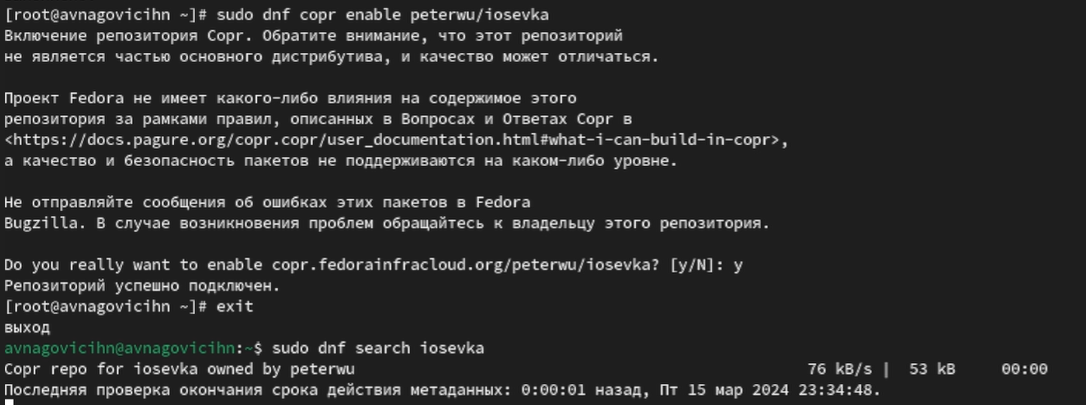 [root@avnagovicihn ~]# sudo dnf copr enable peterwu/iosevka
Включение репозитория Copr. Обратите внимание, что этот репозиторий
не является частью основного дистрибутива, и качество может отличаться.
Проект Fedora не имеет какого-либо влияния на содержимое этого
репозитория за рамками правил, описанных в Вопросах и Ответах Copr в
<https://docs.pagure.org/copr.copr/user_documentation.html#what-i-can-build-in-copr>,
а качество и безопасность пакетов не поддерживаются на каком-либо уровне.
Не отправляйте сообщения об ошибках этих пакетов в Fedora
Bugzilla. В случае возникновения проблем обращайтесь к владельцу этого репозитория.
Do you really want to enable copr.fedorainfracloud.org/peterwu/iosevka? [y/N]: y
Репозиторий успешно подключен.
[root@avnagovicihn ~]# exit
выход
avnagovicihn@avnagovicihn:~$ sudo dnf search iosevka
Copr repo for iosevka owned by peterwu 76 kB/s | 53 kB 00:00
Последняя проверка окончания срока действия метаданных: 0:00:01 назад, Пт 15 мар 2024 23:34:48.